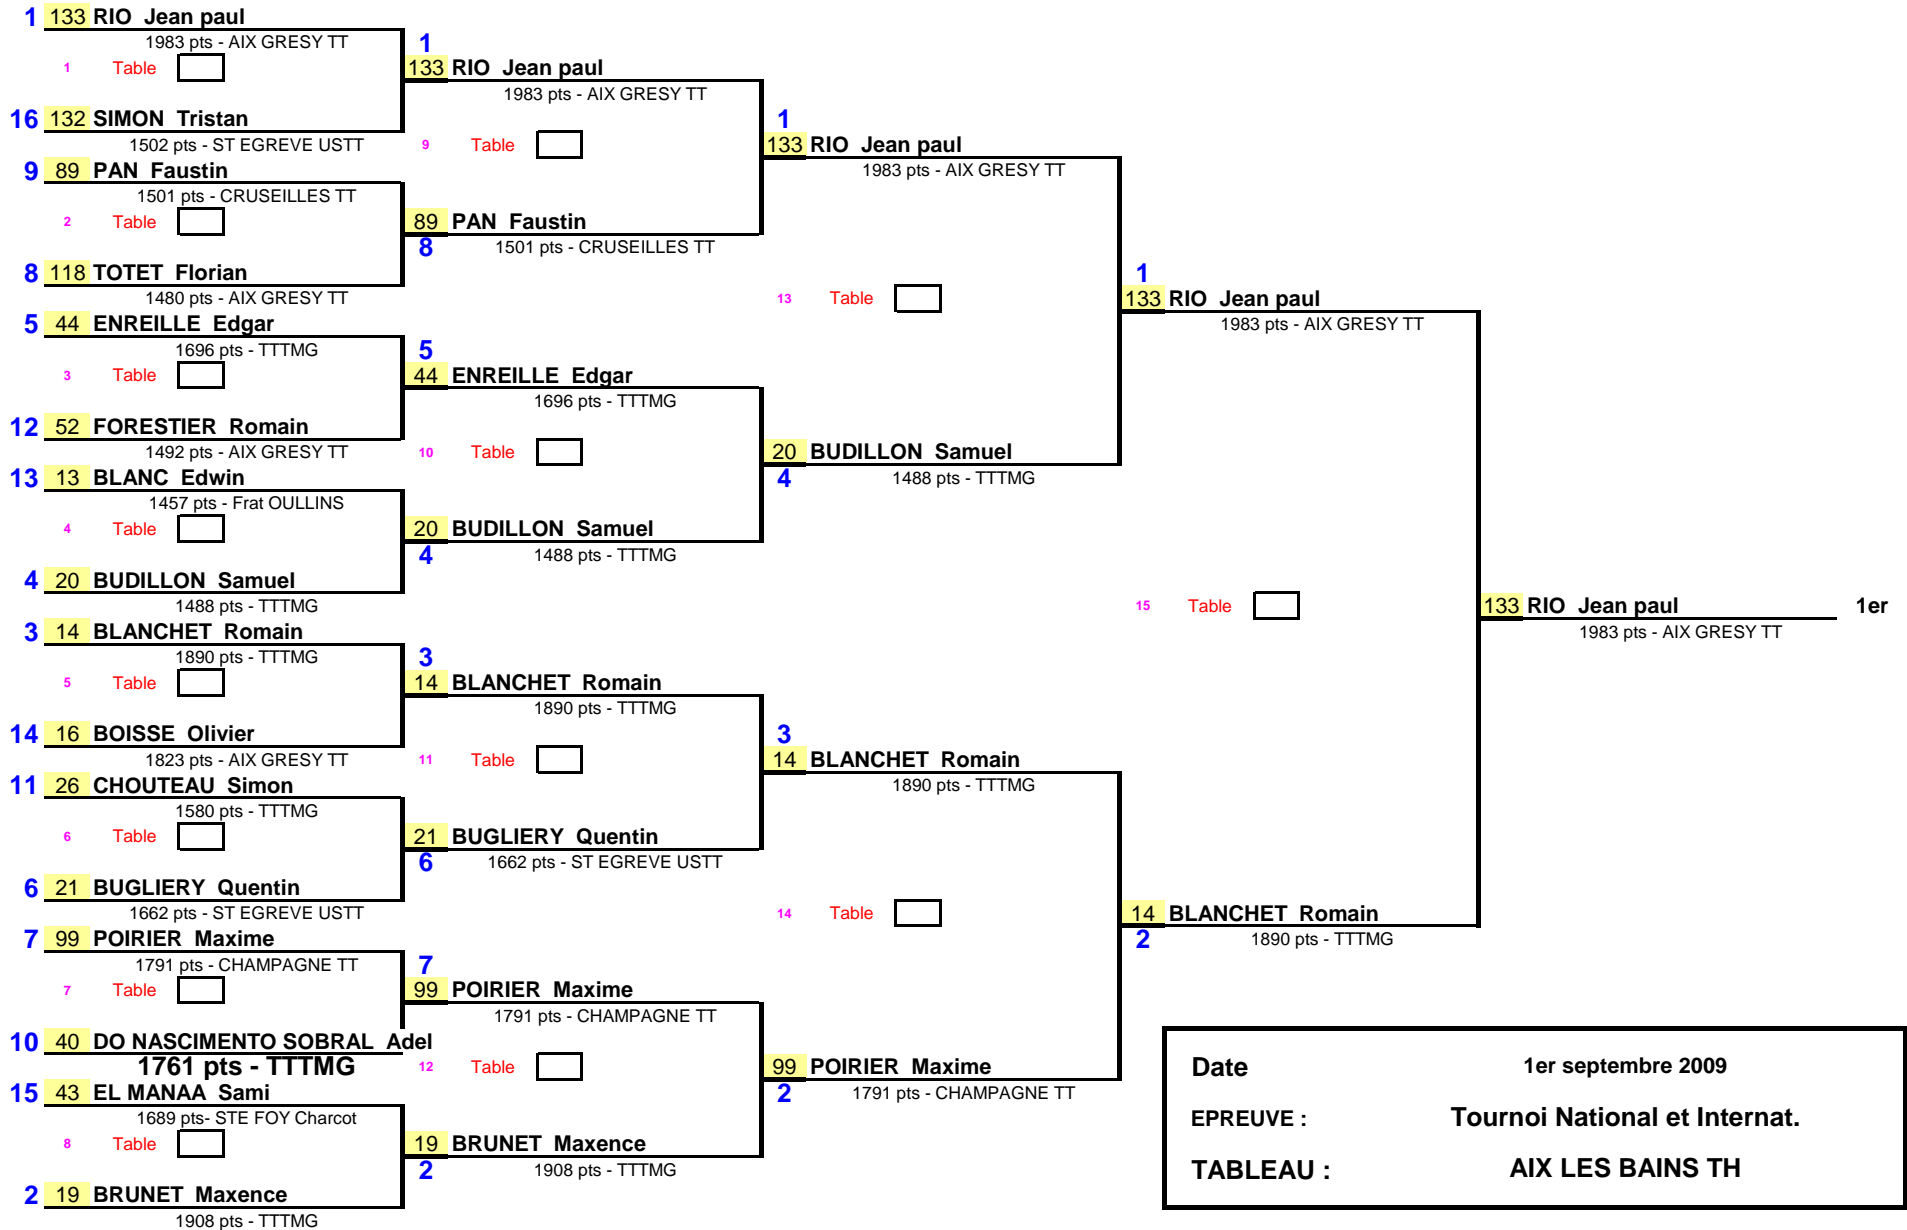 1 133 RIO Jean paul
1983 pts - AIX GRESY TT
1 Table
16 132 SIMON Tristan
1502 pts - ST EGREVE USTT
9 89 PAN Faustin
1501 pts - CRUSEILLES TT
2 Table
8 118 TOTET Florian
1480 pts - AIX GRESY TT
5 44 ENREILLE Edgar
1696 pts - TTTMG
3 Table
12 52 FORESTIER Romain
1492 pts - AIX GRESY TT
13 13 BLANC Edwin
1457 pts - Frat OULLINS
4 Table
4 20 BUDILLON Samuel
1488 pts - TTTMG
3 14 BLANCHET Romain
1890 pts - TTTMG
5 Table
14 16 BOISSE Olivier
1823 pts - AIX GRESY TT
11 26 CHOUTEAU Simon
1580 pts - TTTMG
6 Table
6 21 BUGLIERY Quentin
1662 pts - ST EGREVE USTT
7 99 POIRIER Maxime
1791 pts - CHAMPAGNE TT
7 Table
10 40 DO NASCIMENTO SOBRAL Adel
1761 pts - TTTMG
15 43 EL MANAA Sami
1689 pts- STE FOY Charcot
8 Table
2 19 BRUNET Maxence
1908 pts - TTTMG
1
133 RIO Jean paul
1983 pts - AIX GRESY TT
9 Table
89 PAN Faustin
8
1501 pts - CRUSEILLES TT
5
44 ENREILLE Edgar
1696 pts - TTTMG
10 Table
20 BUDILLON Samuel
4
1488 pts - TTTMG
3
14 BLANCHET Romain
1890 pts - TTTMG
11 Table
21 BUGLIERY Quentin
6
1662 pts - ST EGREVE USTT
7
99 POIRIER Maxime
1791 pts - CHAMPAGNE TT
12 Table
19 BRUNET Maxence
2
1908 pts - TTTMG
1
133 RIO Jean paul
1983 pts - AIX GRESY TT
13 Table
20 BUDILLON Samuel
4
1488 pts - TTTMG
3
14 BLANCHET Romain
1890 pts - TTTMG
14 Table
99 POIRIER Maxime
2
1791 pts - CHAMPAGNE TT
1
133 RIO Jean paul
1983 pts - AIX GRESY TT
15 Table
14 BLANCHET Romain
2
1890 pts - TTTMG
133 RIO Jean paul 1er
1983 pts - AIX GRESY TT
Date 1er septembre 2009
EPREUVE : Tournoi National et Internat.
TABLEAU : AIX LES BAINS TH